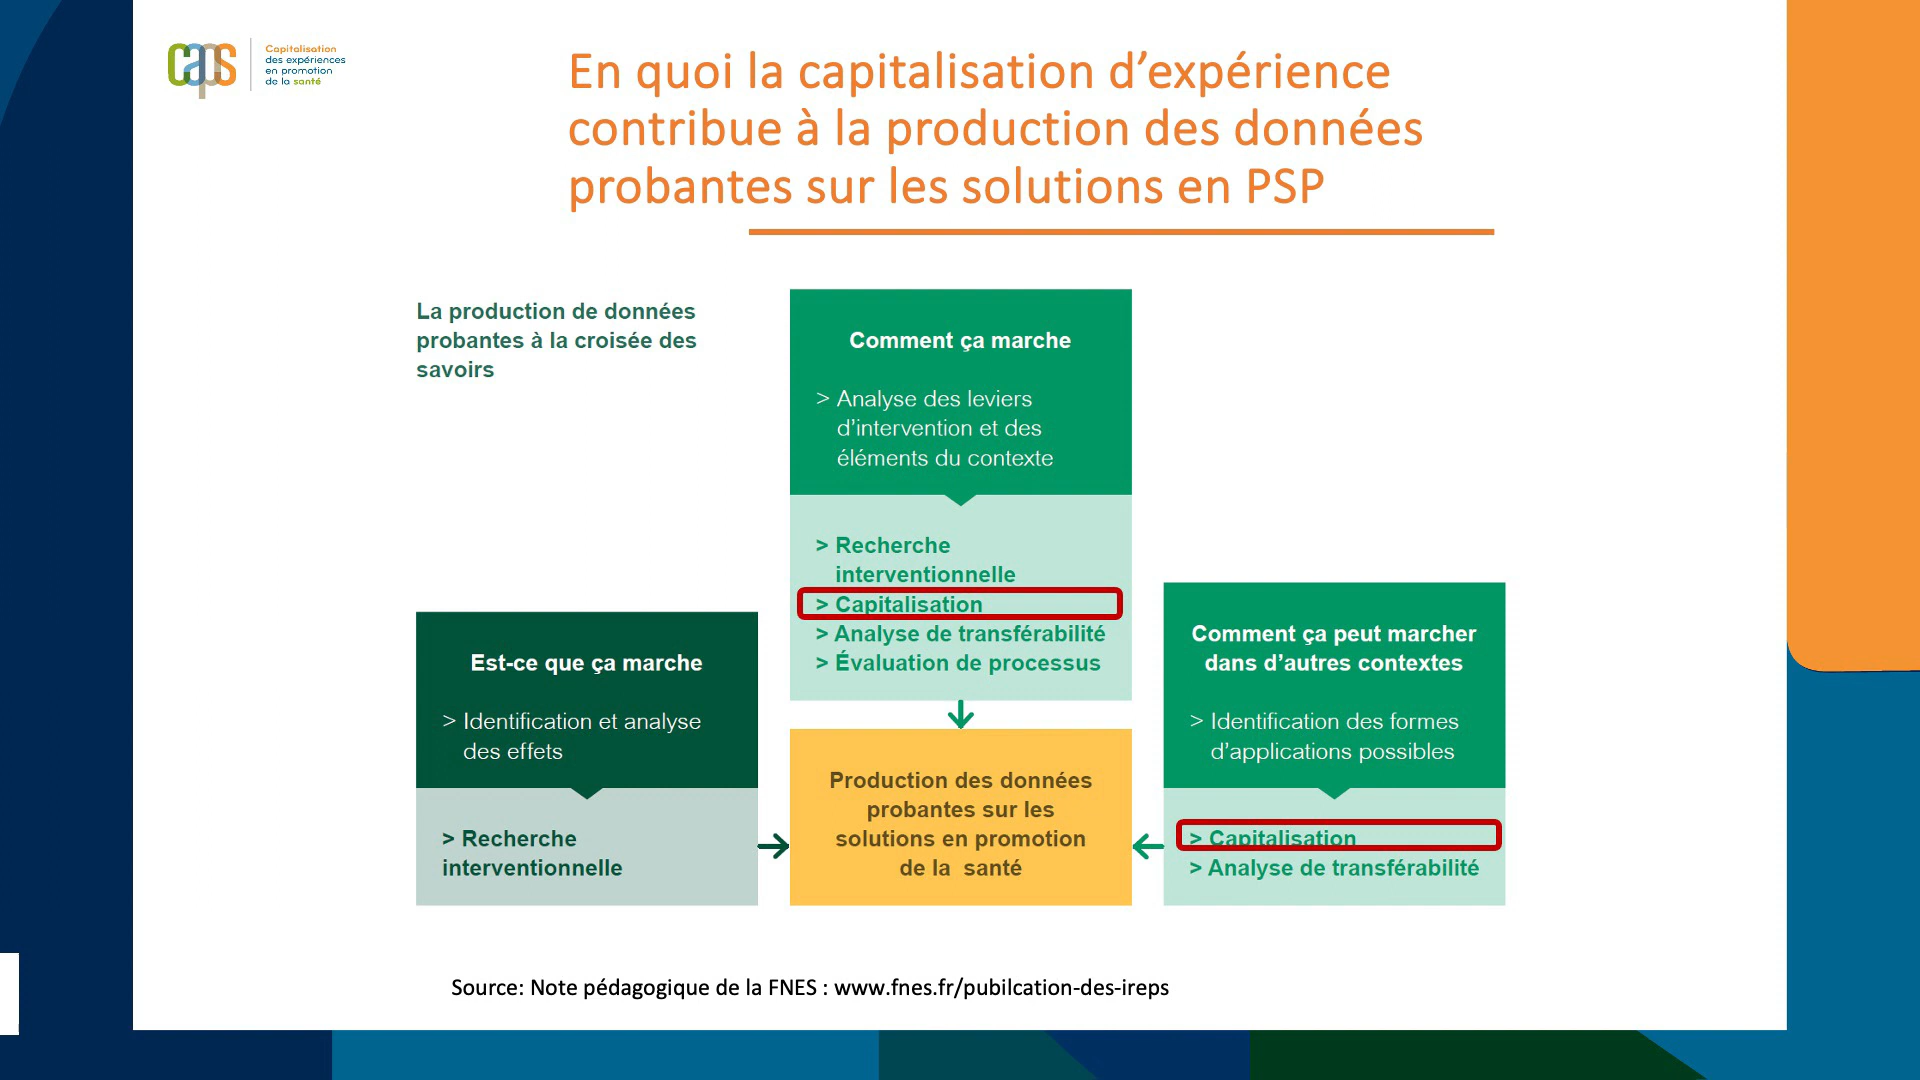 caps
Capitalisation
des expériences
en promotion
de la santé
En quoi la capitalisation d’expérience
contribue à la production des données
probantes sur les solutions en PSP
La production de données
probantes à la croisée des
savoirs
Comment ça marche
> Analyse des leviers
d’intervention et des
éléments du contexte
> Recherche
interventionnelle
> Capitalisation
> Analyse de transférabilité
> Évaluation de processus
Est-ce que ça marche
> Identification et analyse
des effets
> Recherche
interventionnelle
Production des données
probantes sur les
solutions en promotion
de la santé
Comment ça peut marcher
dans d’autres contextes
> Identification des formes
d’applications possibles
> Capitalisation
> Analyse de transférabilité
Source: Note pédagogique de la FNES : www.fnes.fr/pubilcation-des-ireps